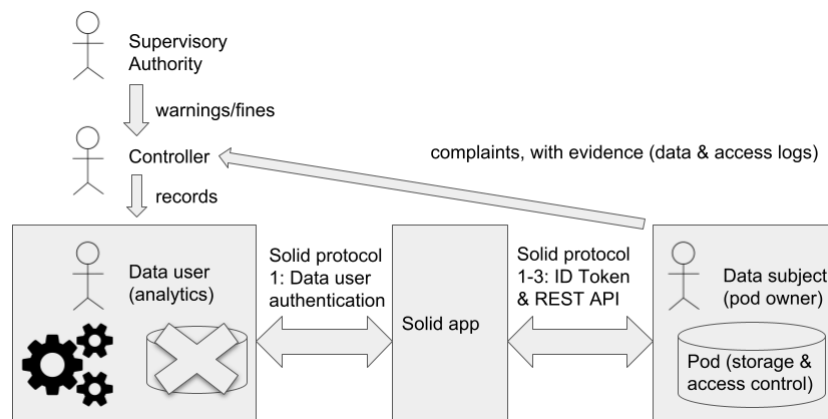 Supervisory
Authority
warnings/fines
Controller
complaints, with evidence (data & access logs)
records
Data user
(analytics)
Solid protocol
1: Data user
authentication
Solid app
Solid protocol
1-3: ID Token
& REST API
Data subject
(pod owner)
Pod (storage &
access control)